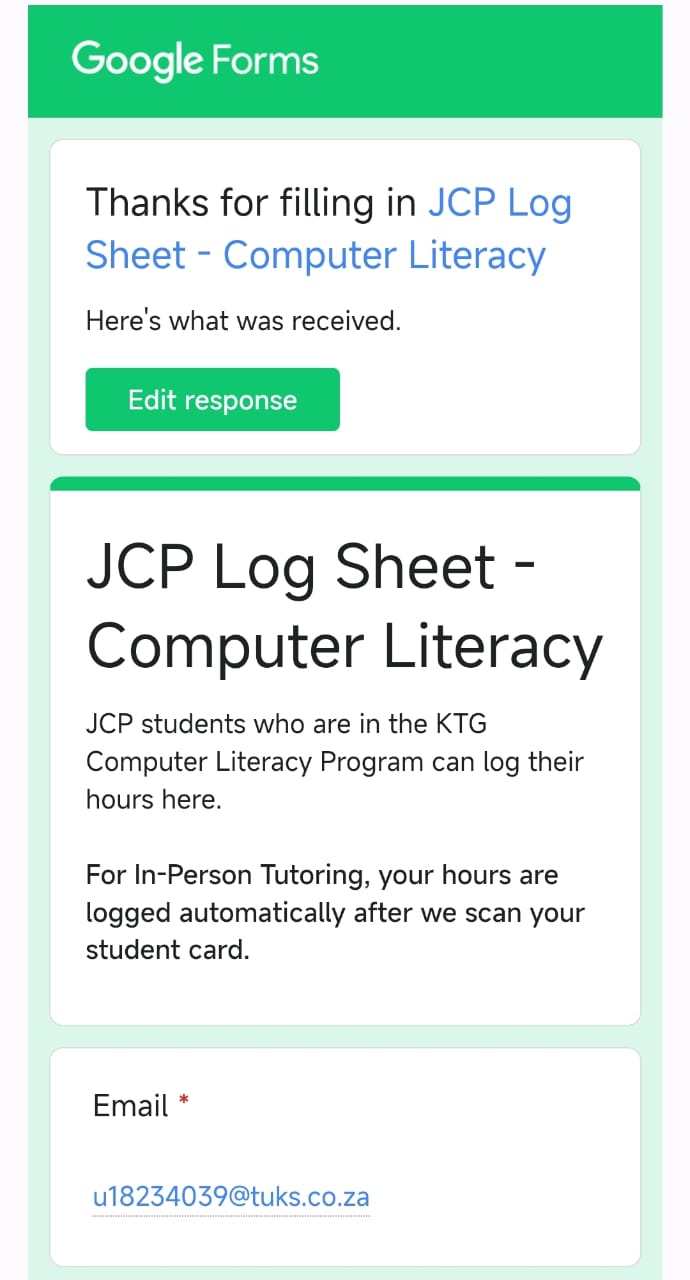 Google Forms
Thanks for filling in JCP Log
Sheet - Computer Literacy
Here's what was received.
Edit response
JCP Log Sheet -
Computer Literacy
JCP students who are in the KTG
Computer Literacy Program can log their
hours here.
For In-Person Tutoring, your hours are
logged automatically after we scan your
student card.
Email *
u18234039@tuks.co.za